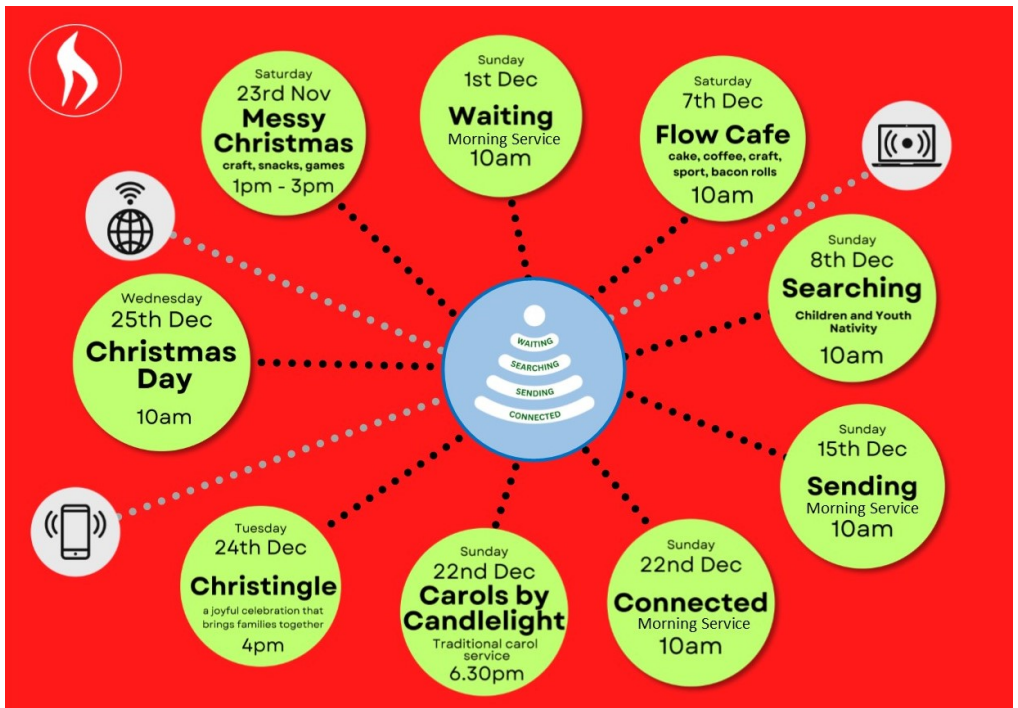 Saturday
23rd Nov
Messy
Christmas
craft, snacks, games
1pm - 3pm
Sunday
1st Dec
Waiting
Morning Service
10am
Saturday
7th Dec
Flow Cafe
cake, coffee, craft,
sport, bacon rolls
10am
Sunday
8th Dec
Searching
Children and Youth
Nativity
10am
Sunday
15th Dec
Sending
Morning Service
10am
Sunday
22nd Dec
Connected
Morning Service
10am
Sunday
22nd Dec
Carols by
Candlelight
Traditional carol
service
6.30pm
Tuesday
24th Dec
Christingle
a joyful celebration that
brings families together
4pm
Wednesday
25th Dec
Christmas
Day
10am
WAITING
SEARCHING
SENDING
CONNECTED